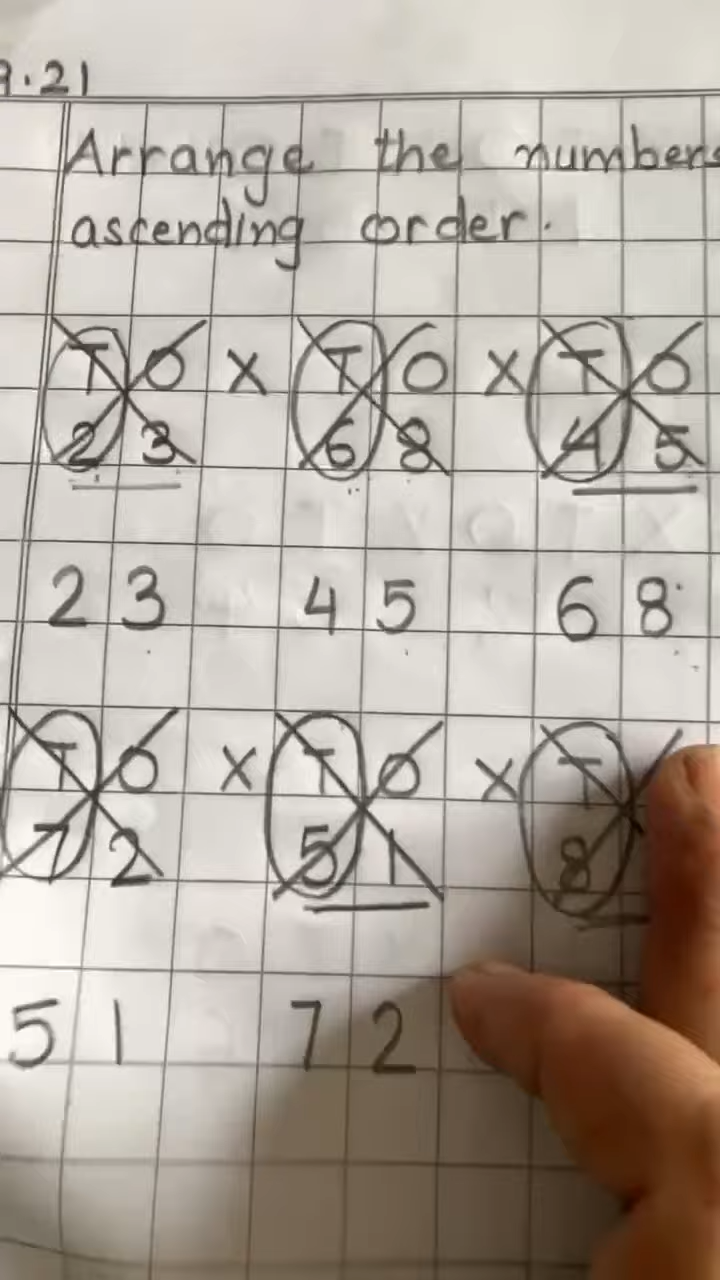 9.21
Arrange the numbers
ascending order.
T O x T O x T O
2 3 6 8 4 5
2 3 4 5 6 8
T O x T O x T
7 2 5 1 8
5 1 7 2